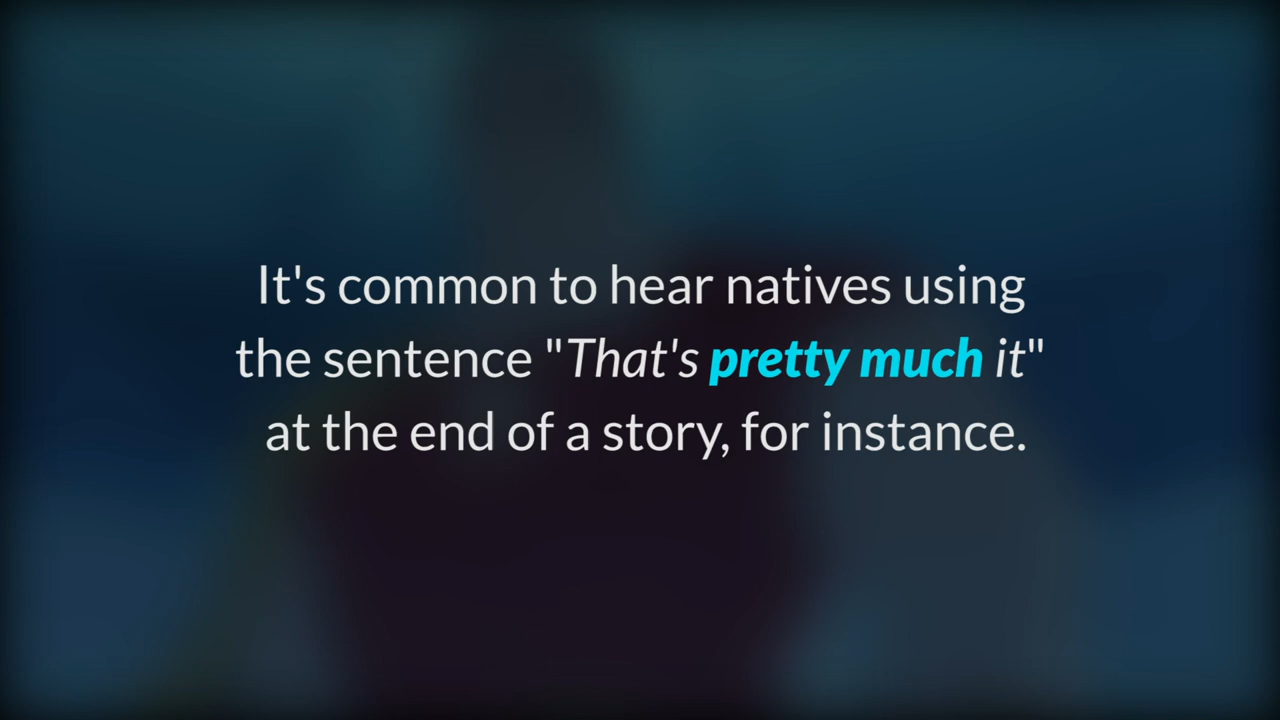 It's common to hear natives using
the sentence "That's pretty much it"
at the end of a story, for instance.